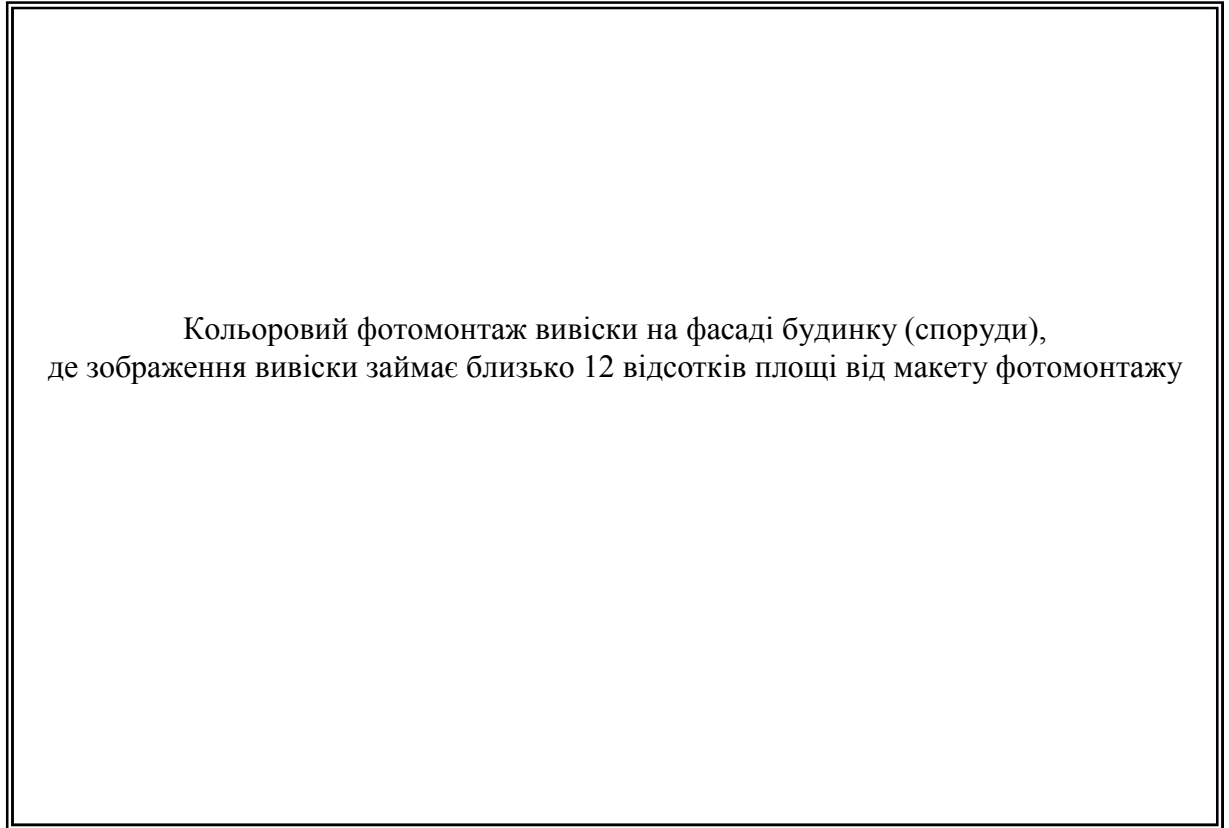 Кольоровий фотомонтаж вивіски на фасаді будинку (споруди),
де зображення вивіски займає близько 12 відсотків площі від макету фотомонтажу